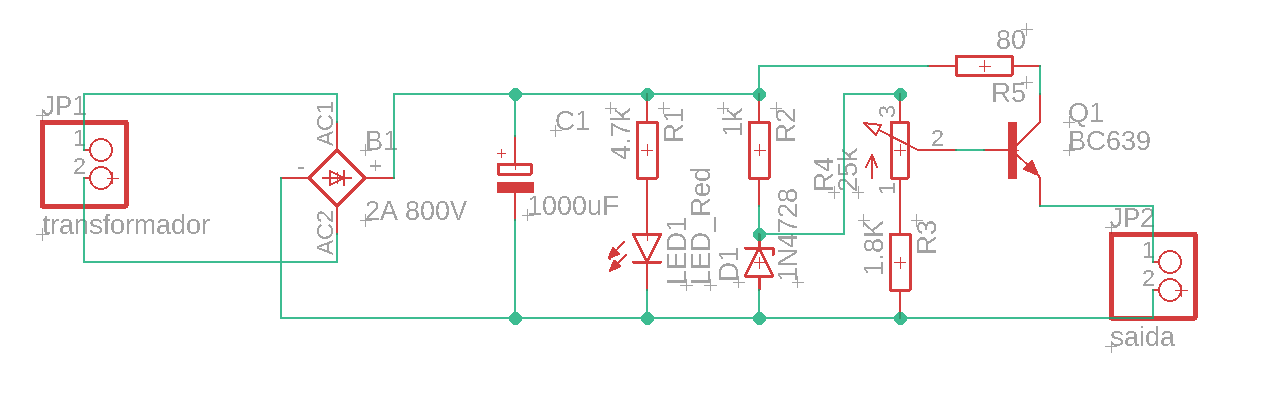 JP1
1
2
transformador
AC1
B1
-
+
2A 800V
AC2
+
C1
1000uF
4.7K
R1
LED1
LED_Red
1K
R2
D1
1N4728
R4
25k
3
2
1
1.8K
R3
80
R5
Q1
BC639
JP2
1
2
saida